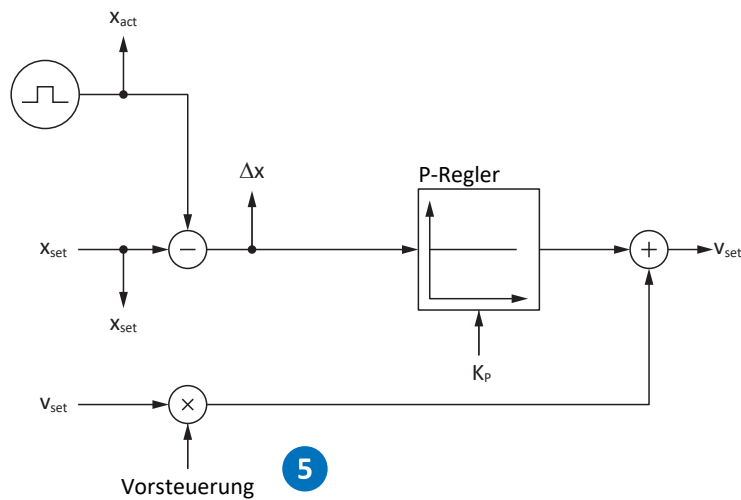 xact
Δx
P-Regler
xset
−
+
vset
xset
KP
vset
×
Vorsteuerung
5